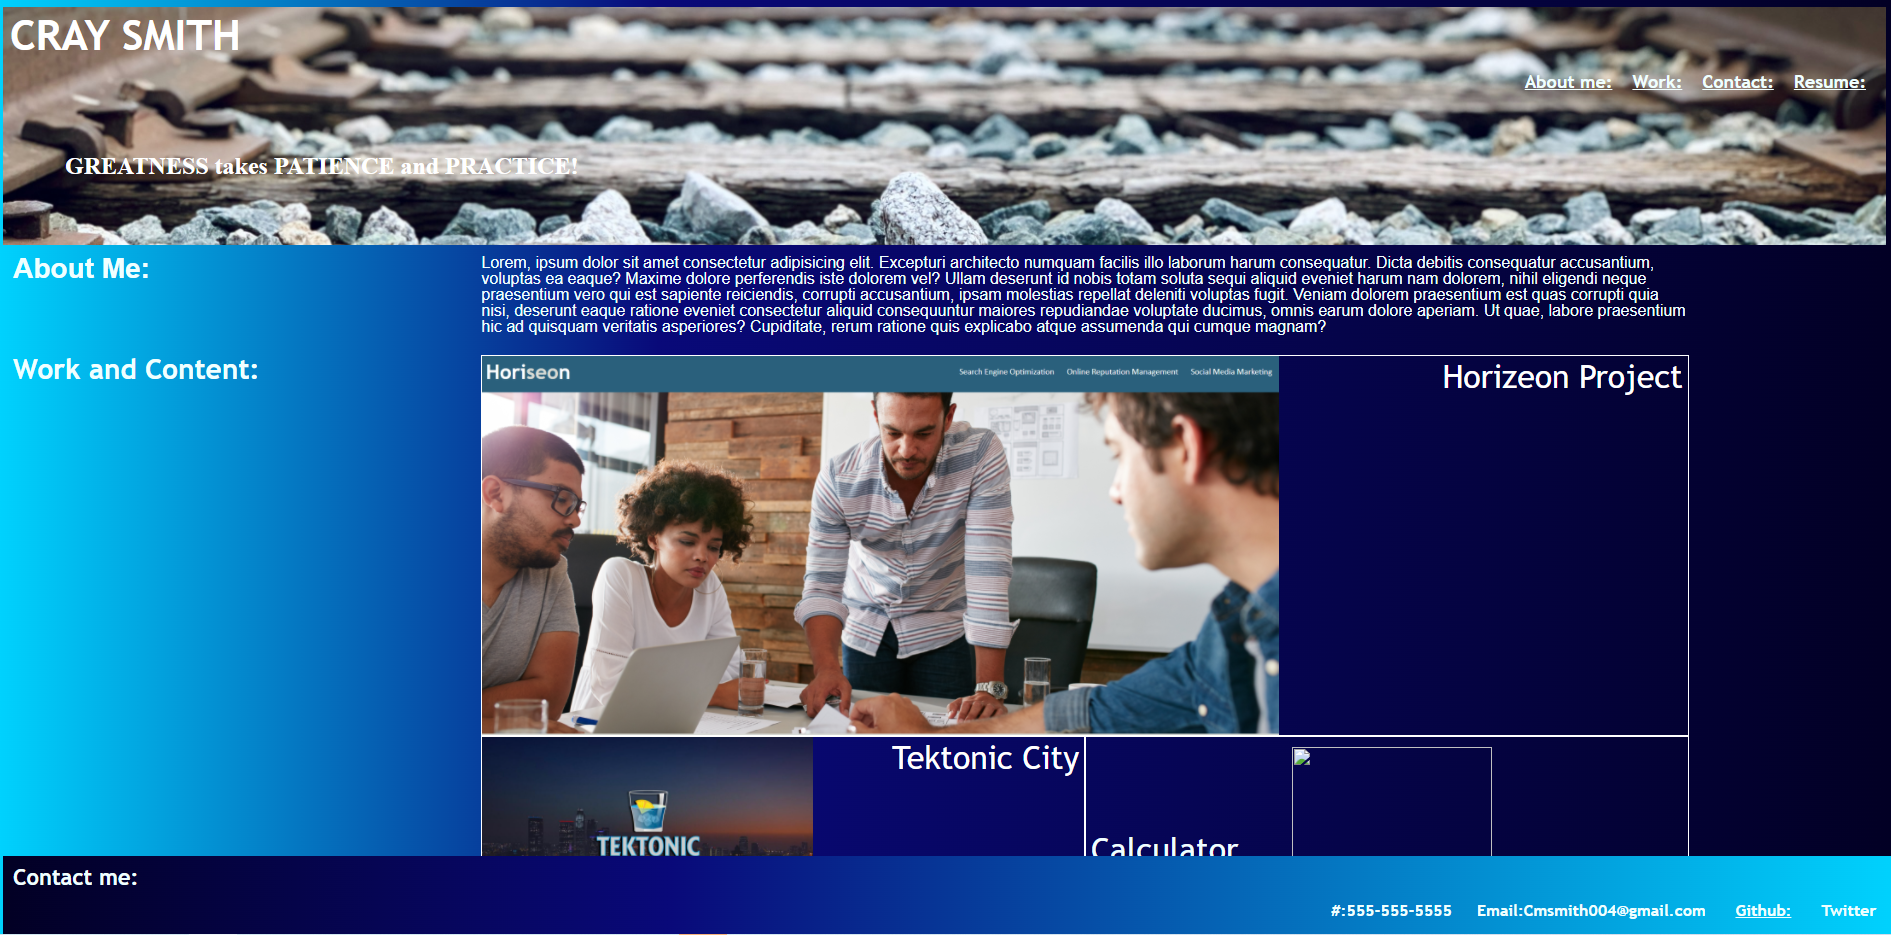 CRAY SMITH
About me: Work: Contact: Resume:
GREATNESS takes PATIENCE and PRACTICE!
About Me:
Lorem, ipsum dolor sit amet consectetur adipisicing elit. Excepturi architecto numquam facilis illo laborum harum consequatur. Dicta debitis consequatur accusantium,
voluptas ea eaque? Maxime dolore perferendis iste dolorem vel? Ullam deserunt id nobis totam soluta sequi aliquid eveniet harum nam dolorem, nihil eligendi neque
praesentium vero qui est sapiente reiciendis, corrupti accusantium, ipsam molestias repellat deleniti voluptas fugit. Veniam dolorem praesentium est quas corrupti quia
nisi, deserunt eaque ratione eveniet consectetur aliquid consequuntur maiores repudiandae voluptate ducimus, omnis earum dolore aperiam. Ut quae, labore praesentium
hic ad quisquam veritatis asperiores? Cupiditate, rerum ratione quis explicabo atque assumenda qui cumque magnam?
Work and Content:
Horiseon
Search Engine Optimization Online Reputation Management Social Media Marketing
Horizeon Project
Tektonic City
TEKTONIC
Calculator
Contact me:
#:555-555-5555 Email:Cmsmith004@gmail.com Github: Twitter